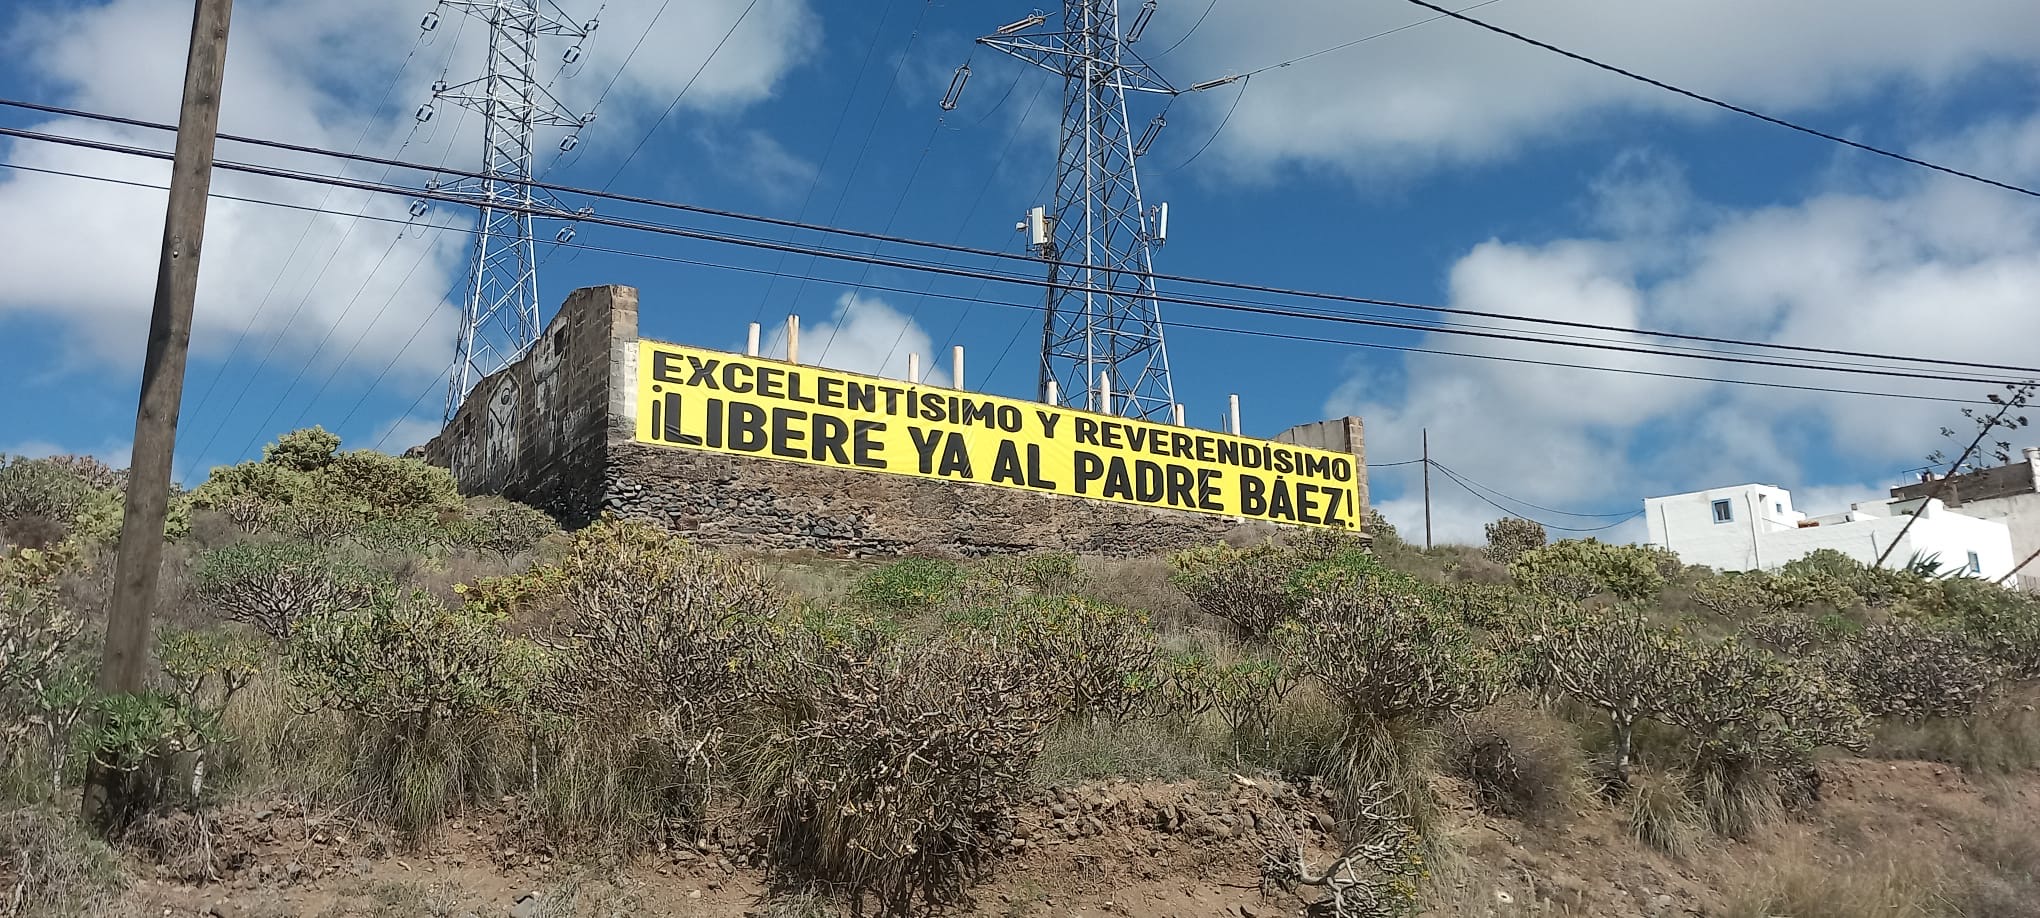 EXCELENTÍSIMO Y REVERENDÍSIMO
¡LIBERE YA AL PADRE BÁEZ!